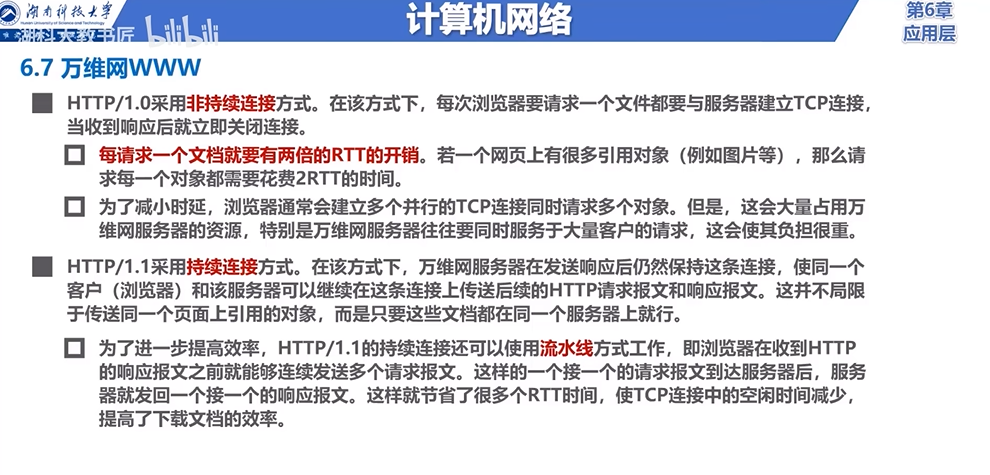 湖南科技大学
Hunan University of Science and Technology
湖科大教书匠 bilibili
计算机网络
第6章
应用层
6.7 万维网WWW
HTTP/1.0采用非持续连接方式。在该方式下，每次浏览器要请求一个文件都要与服务器建立TCP连接，
当收到响应后就立即关闭连接。
每请求一个文档就要有两倍的RTT的开销。若一个网页上有很多引用对象（例如图片等），那么请
求每一个对象都需要花费2RTT的时间。
为了减小时延，浏览器通常会建立多个并行的TCP连接同时请求多个对象。但是，这会大量占用万
维网服务器的资源，特别是万维网服务器往往要同时服务于大量客户的请求，这会使其负担很重。
HTTP/1.1采用持续连接方式。在该方式下，万维网服务器在发送响应后仍然保持这条连接，使同一个
客户（浏览器）和该服务器可以继续在这条连接上传送后续的HTTP请求报文和响应报文。这并不局限
于传送同一个页面上引用的对象，而是只要这些文档都在同一个服务器上就行。
为了进一步提高效率，HTTP/1.1的持续连接还可以使用流水线方式工作，即浏览器在收到HTTP
的响应报文之前就能够连续发送多个请求报文。这样的一个接一个的请求报文到达服务器后，服务
器就发回一个接一个的响应报文。这样就节省了很多个RTT时间，使TCP连接中的空闲时间减少，
提高了下载文档的效率。